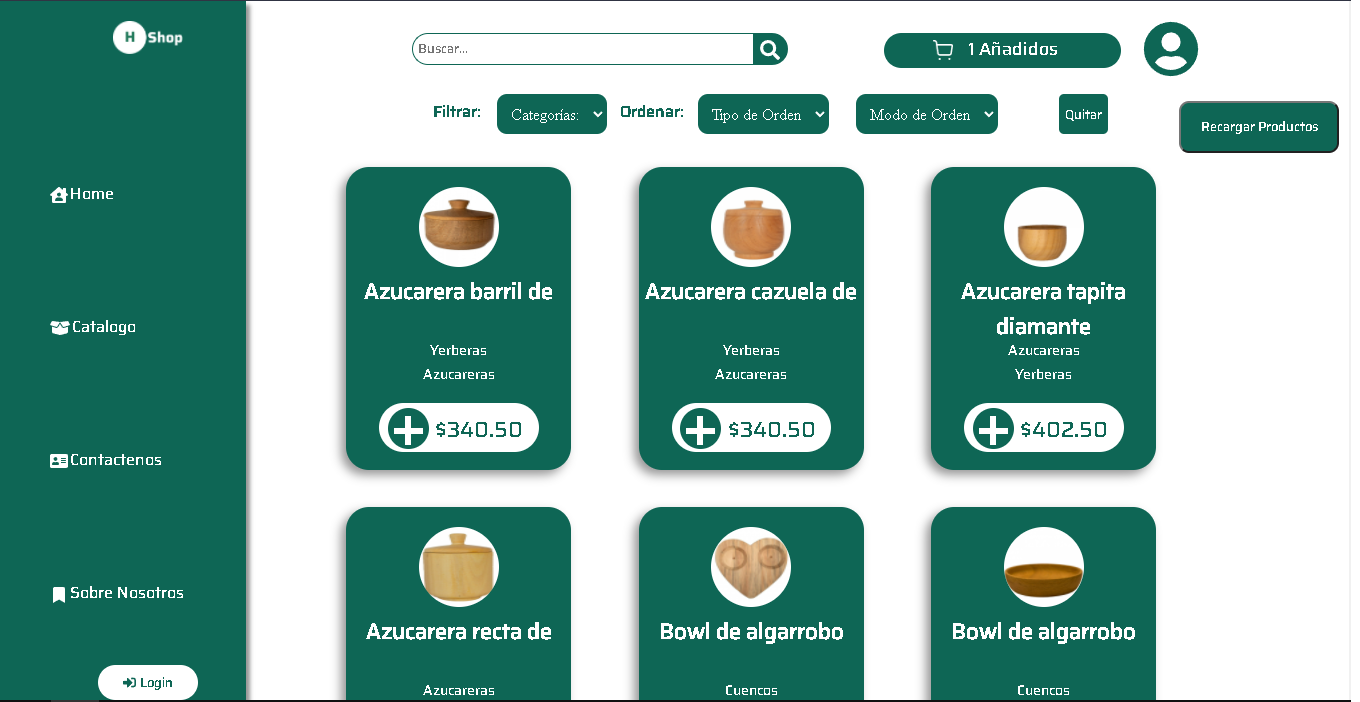 H Shop
Buscar...
1 Añadidos
Filtrar:
Categorías:
Ordenar:
Tipo de Orden
Modo de Orden
Quitar
Recargar Productos
Home
Catalogo
Contactenos
Sobre Nosotros
Login
Azucarera barril de
Yerberas
Azucareras
$340.50
Azucarera cazuela de
Yerberas
Azucareras
$340.50
Azucarera tapita
diamante
Azucareras
Yerberas
$402.50
Azucarera recta de
Azucareras
Bowl de algarrobo
Cuencos
Bowl de algarrobo
Cuencos